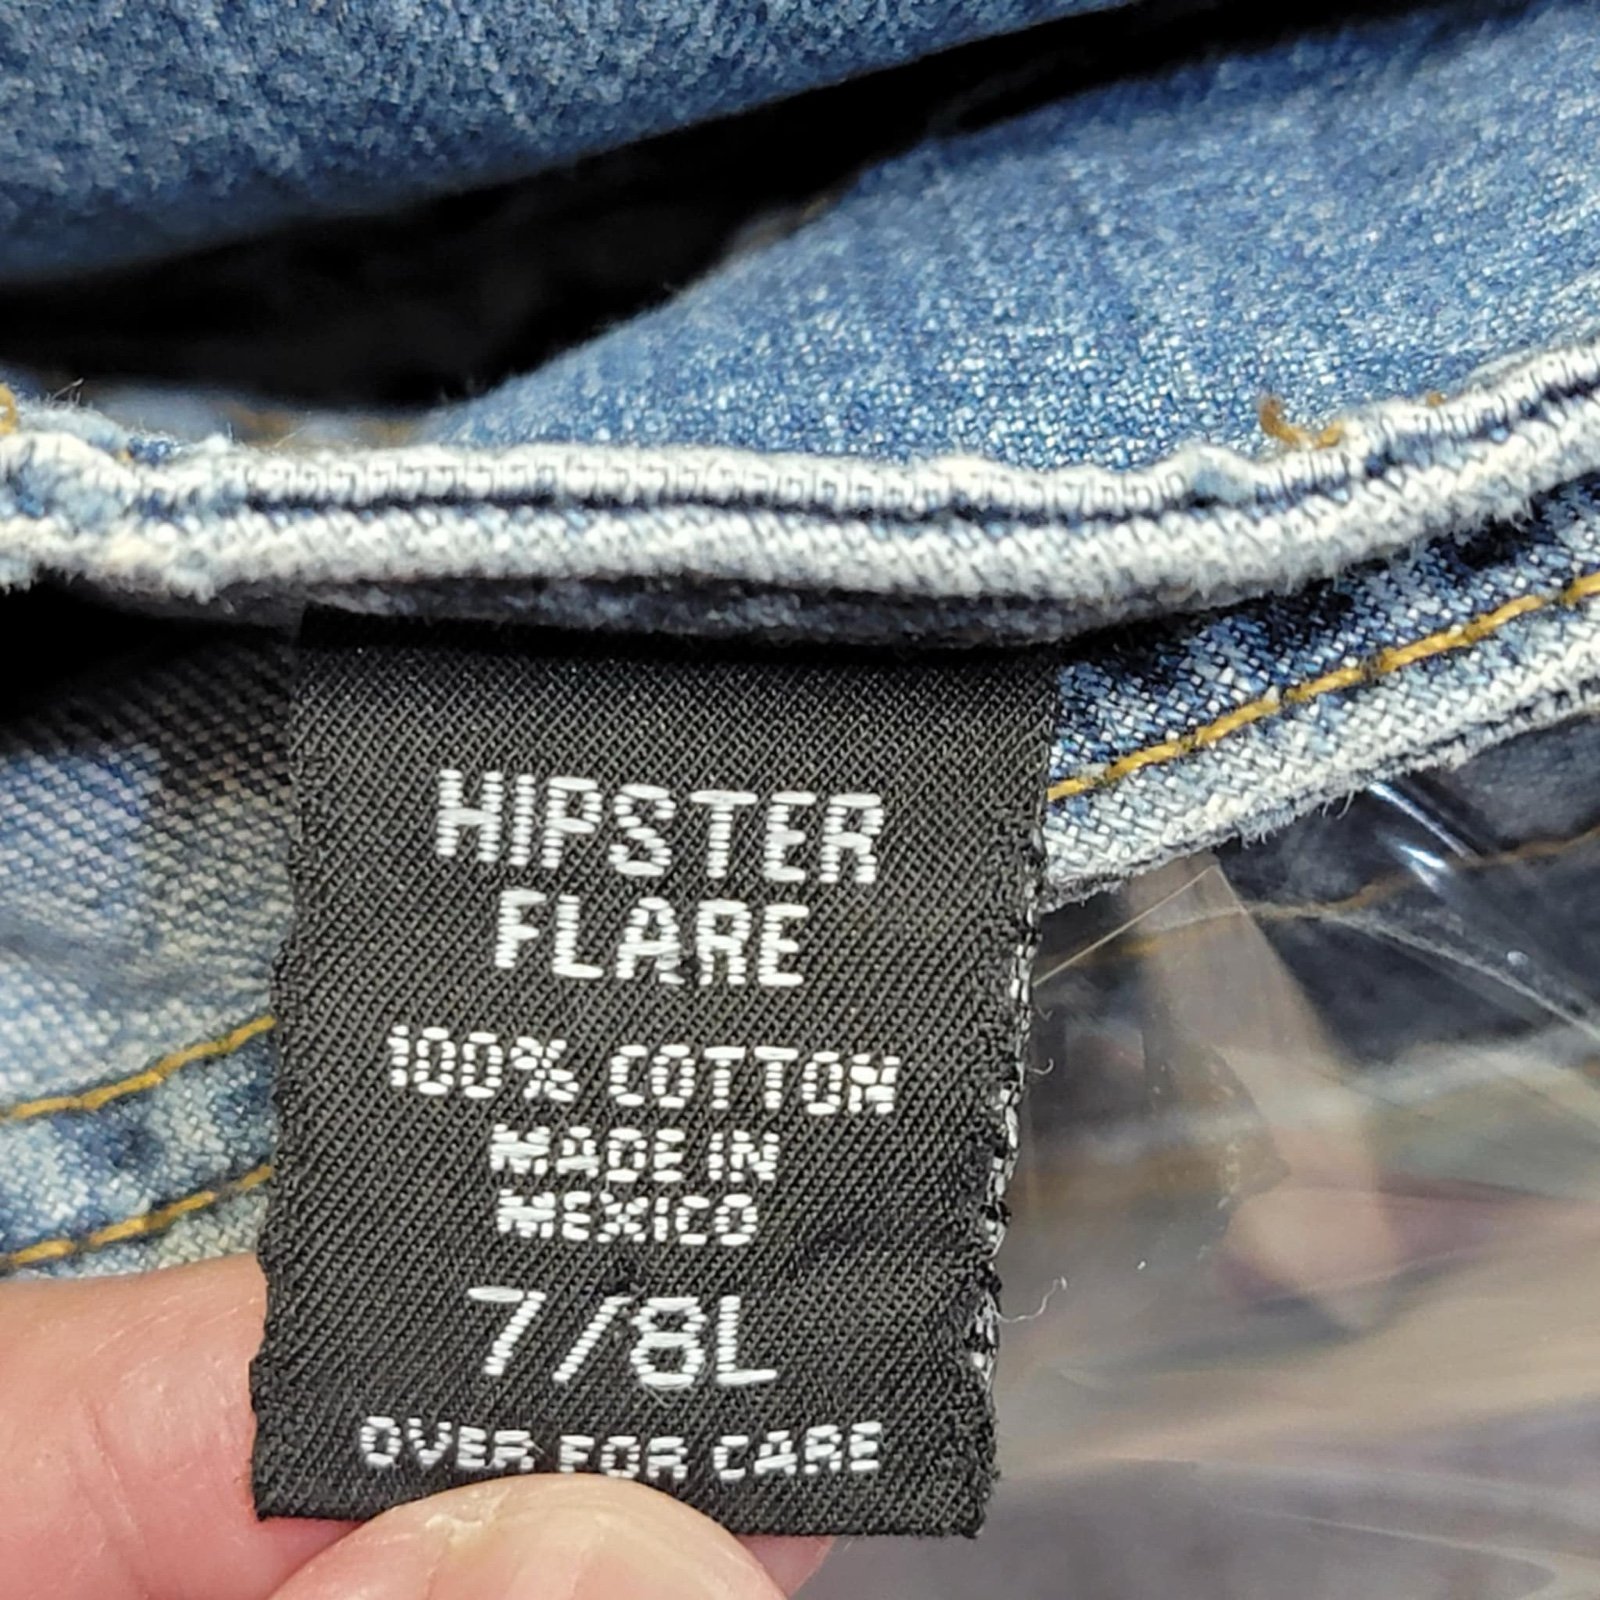 HIPSTER
FLARE
100% COTTON
MADE IN
MEXICO
7/8L
OVER FOR CARE